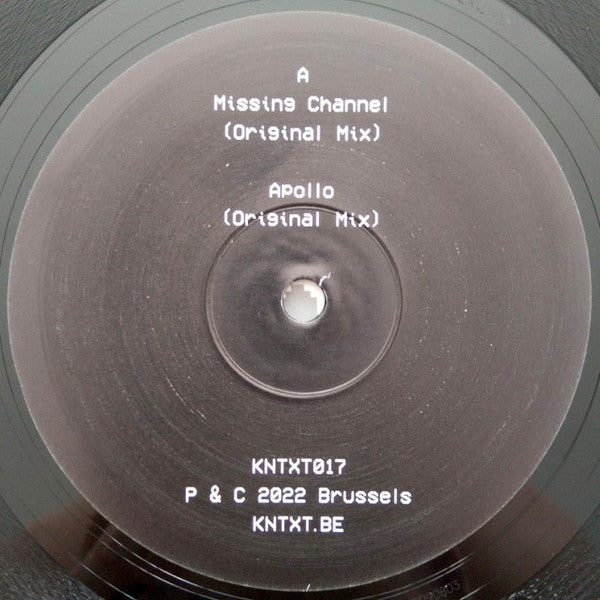 A
Missing Channel
(Original Mix)
Apollo
(Original Mix)
KNTXT017
P & C 2022 Brussels
KNTXT.BE